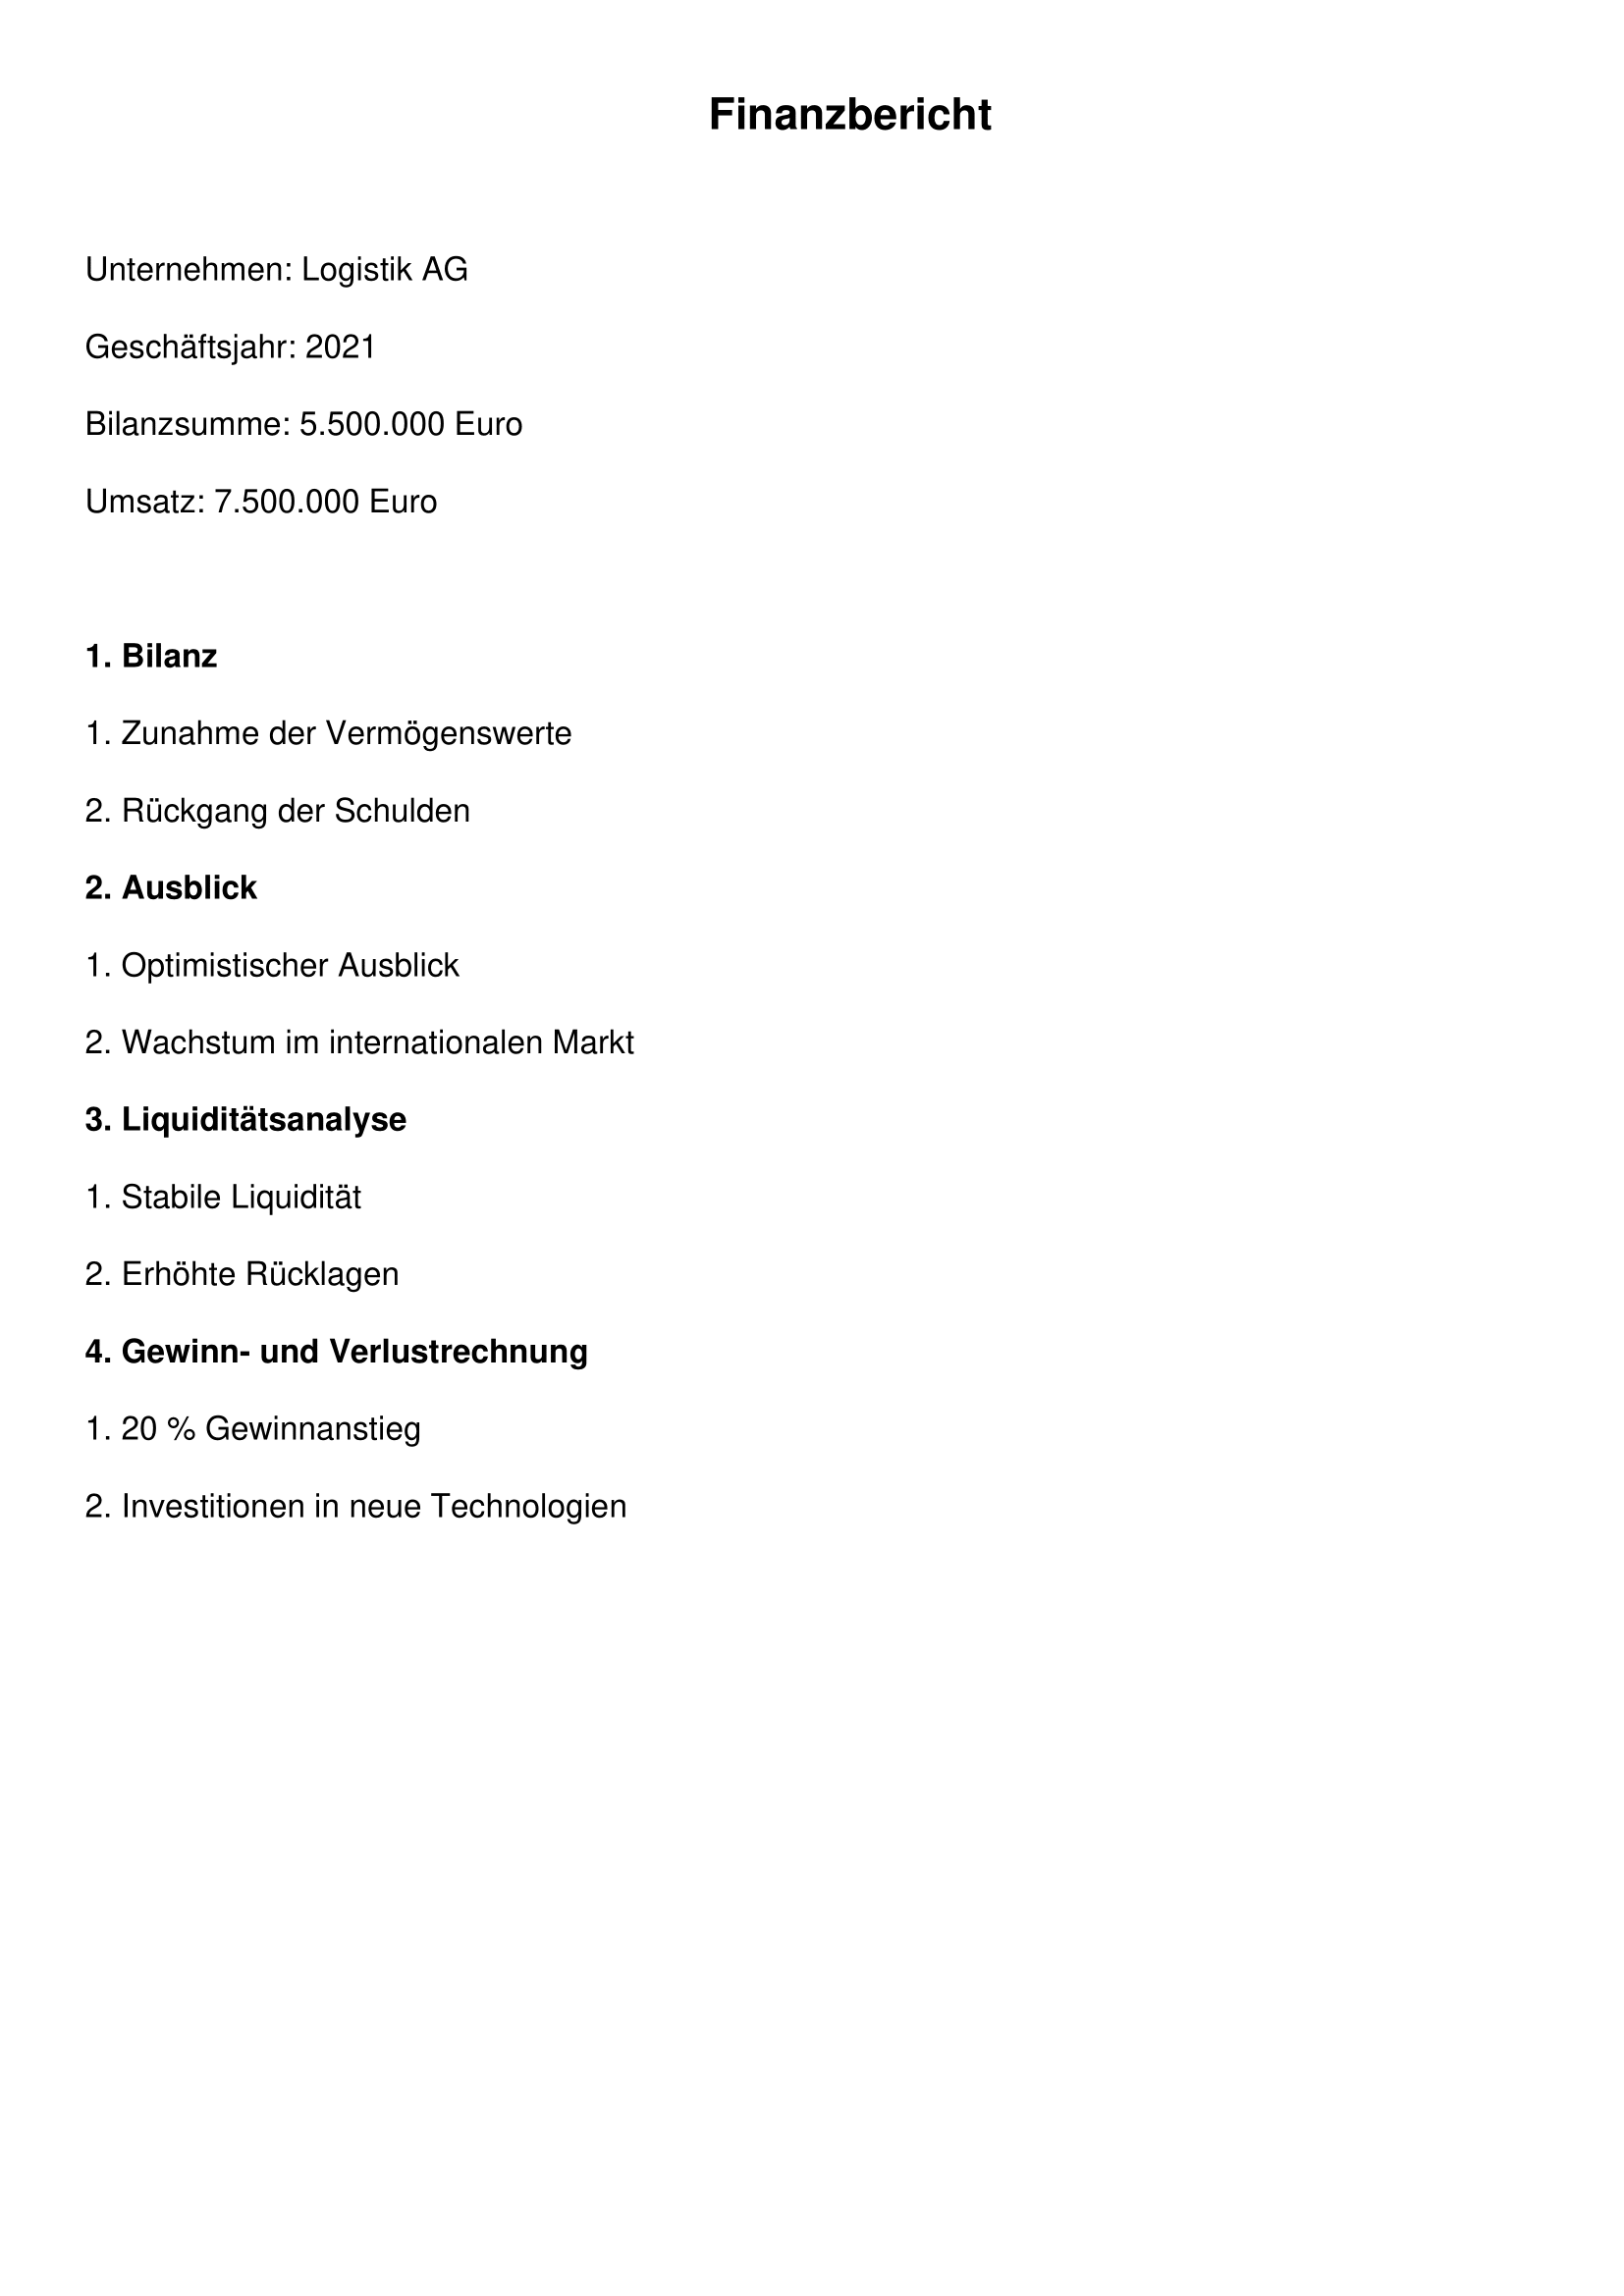 Finanzbericht
Unternehmen: Logistik AG
Geschäftsjahr: 2021
Bilanzsumme: 5.500.000 Euro
Umsatz: 7.500.000 Euro
1. Bilanz
1. Zunahme der Vermögenswerte
2. Rückgang der Schulden
2. Ausblick
1. Optimistischer Ausblick
2. Wachstum im internationalen Markt
3. Liquiditätsanalyse
1. Stabile Liquidität
2. Erhöhte Rücklagen
4. Gewinn- und Verlustrechnung
1. 20 % Gewinnanstieg
2. Investitionen in neue Technologien